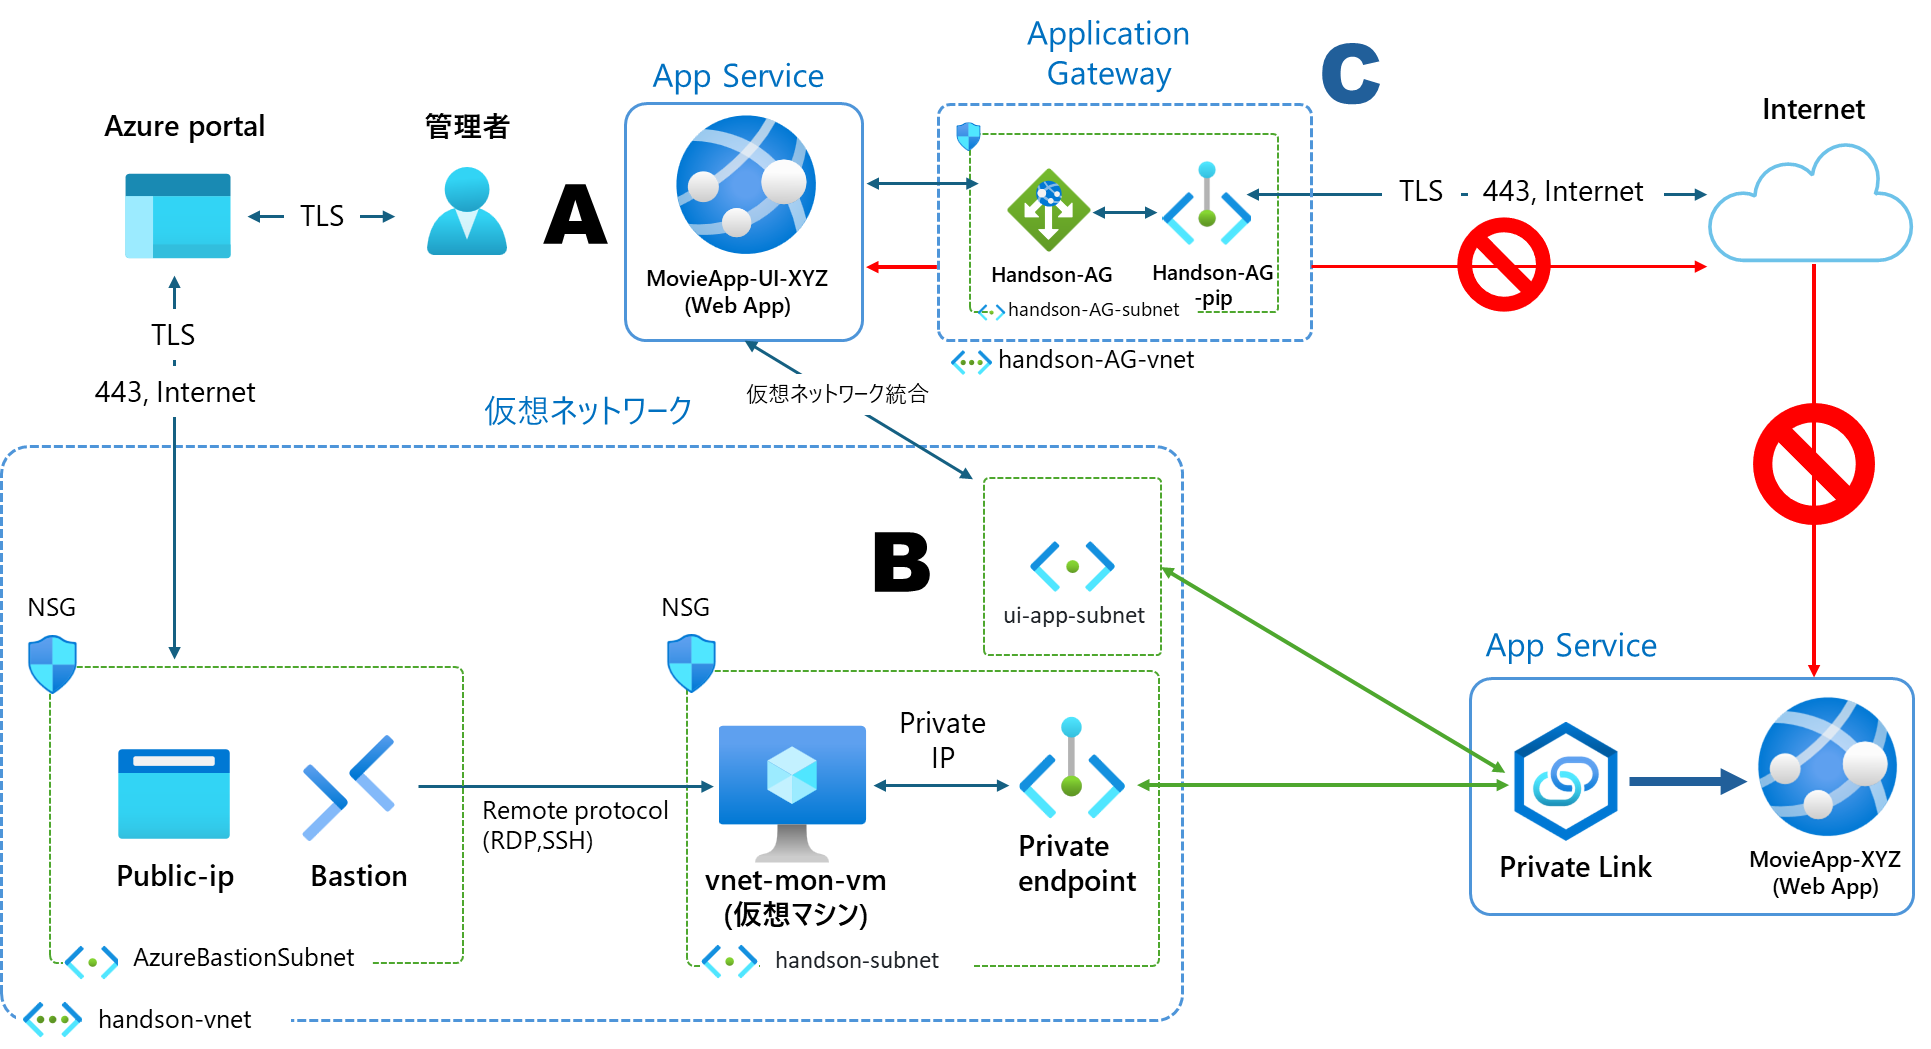 Application
Gateway
C
App Service
Internet
Azure portal
管理者
A
TLS
MovieApp-UI-XYZ
(Web App)
Handson-AG
Handson-AG
-pip
handson-AG-subnet
handson-AG-vnet
TLS - 443, Internet
TLS
443, Internet
仮想ネットワーク統合
仮想ネットワーク
B
NSG
NSG
ui-app-subnet
App Service
Private
IP
Remote protocol
(RDP,SSH)
Public-ip
Bastion
vnet-mon-vm
(仮想マシン)
Private
endpoint
Private Link
MovieApp-XYZ
(Web App)
AzureBastionSubnet
handson-subnet
handson-vnet